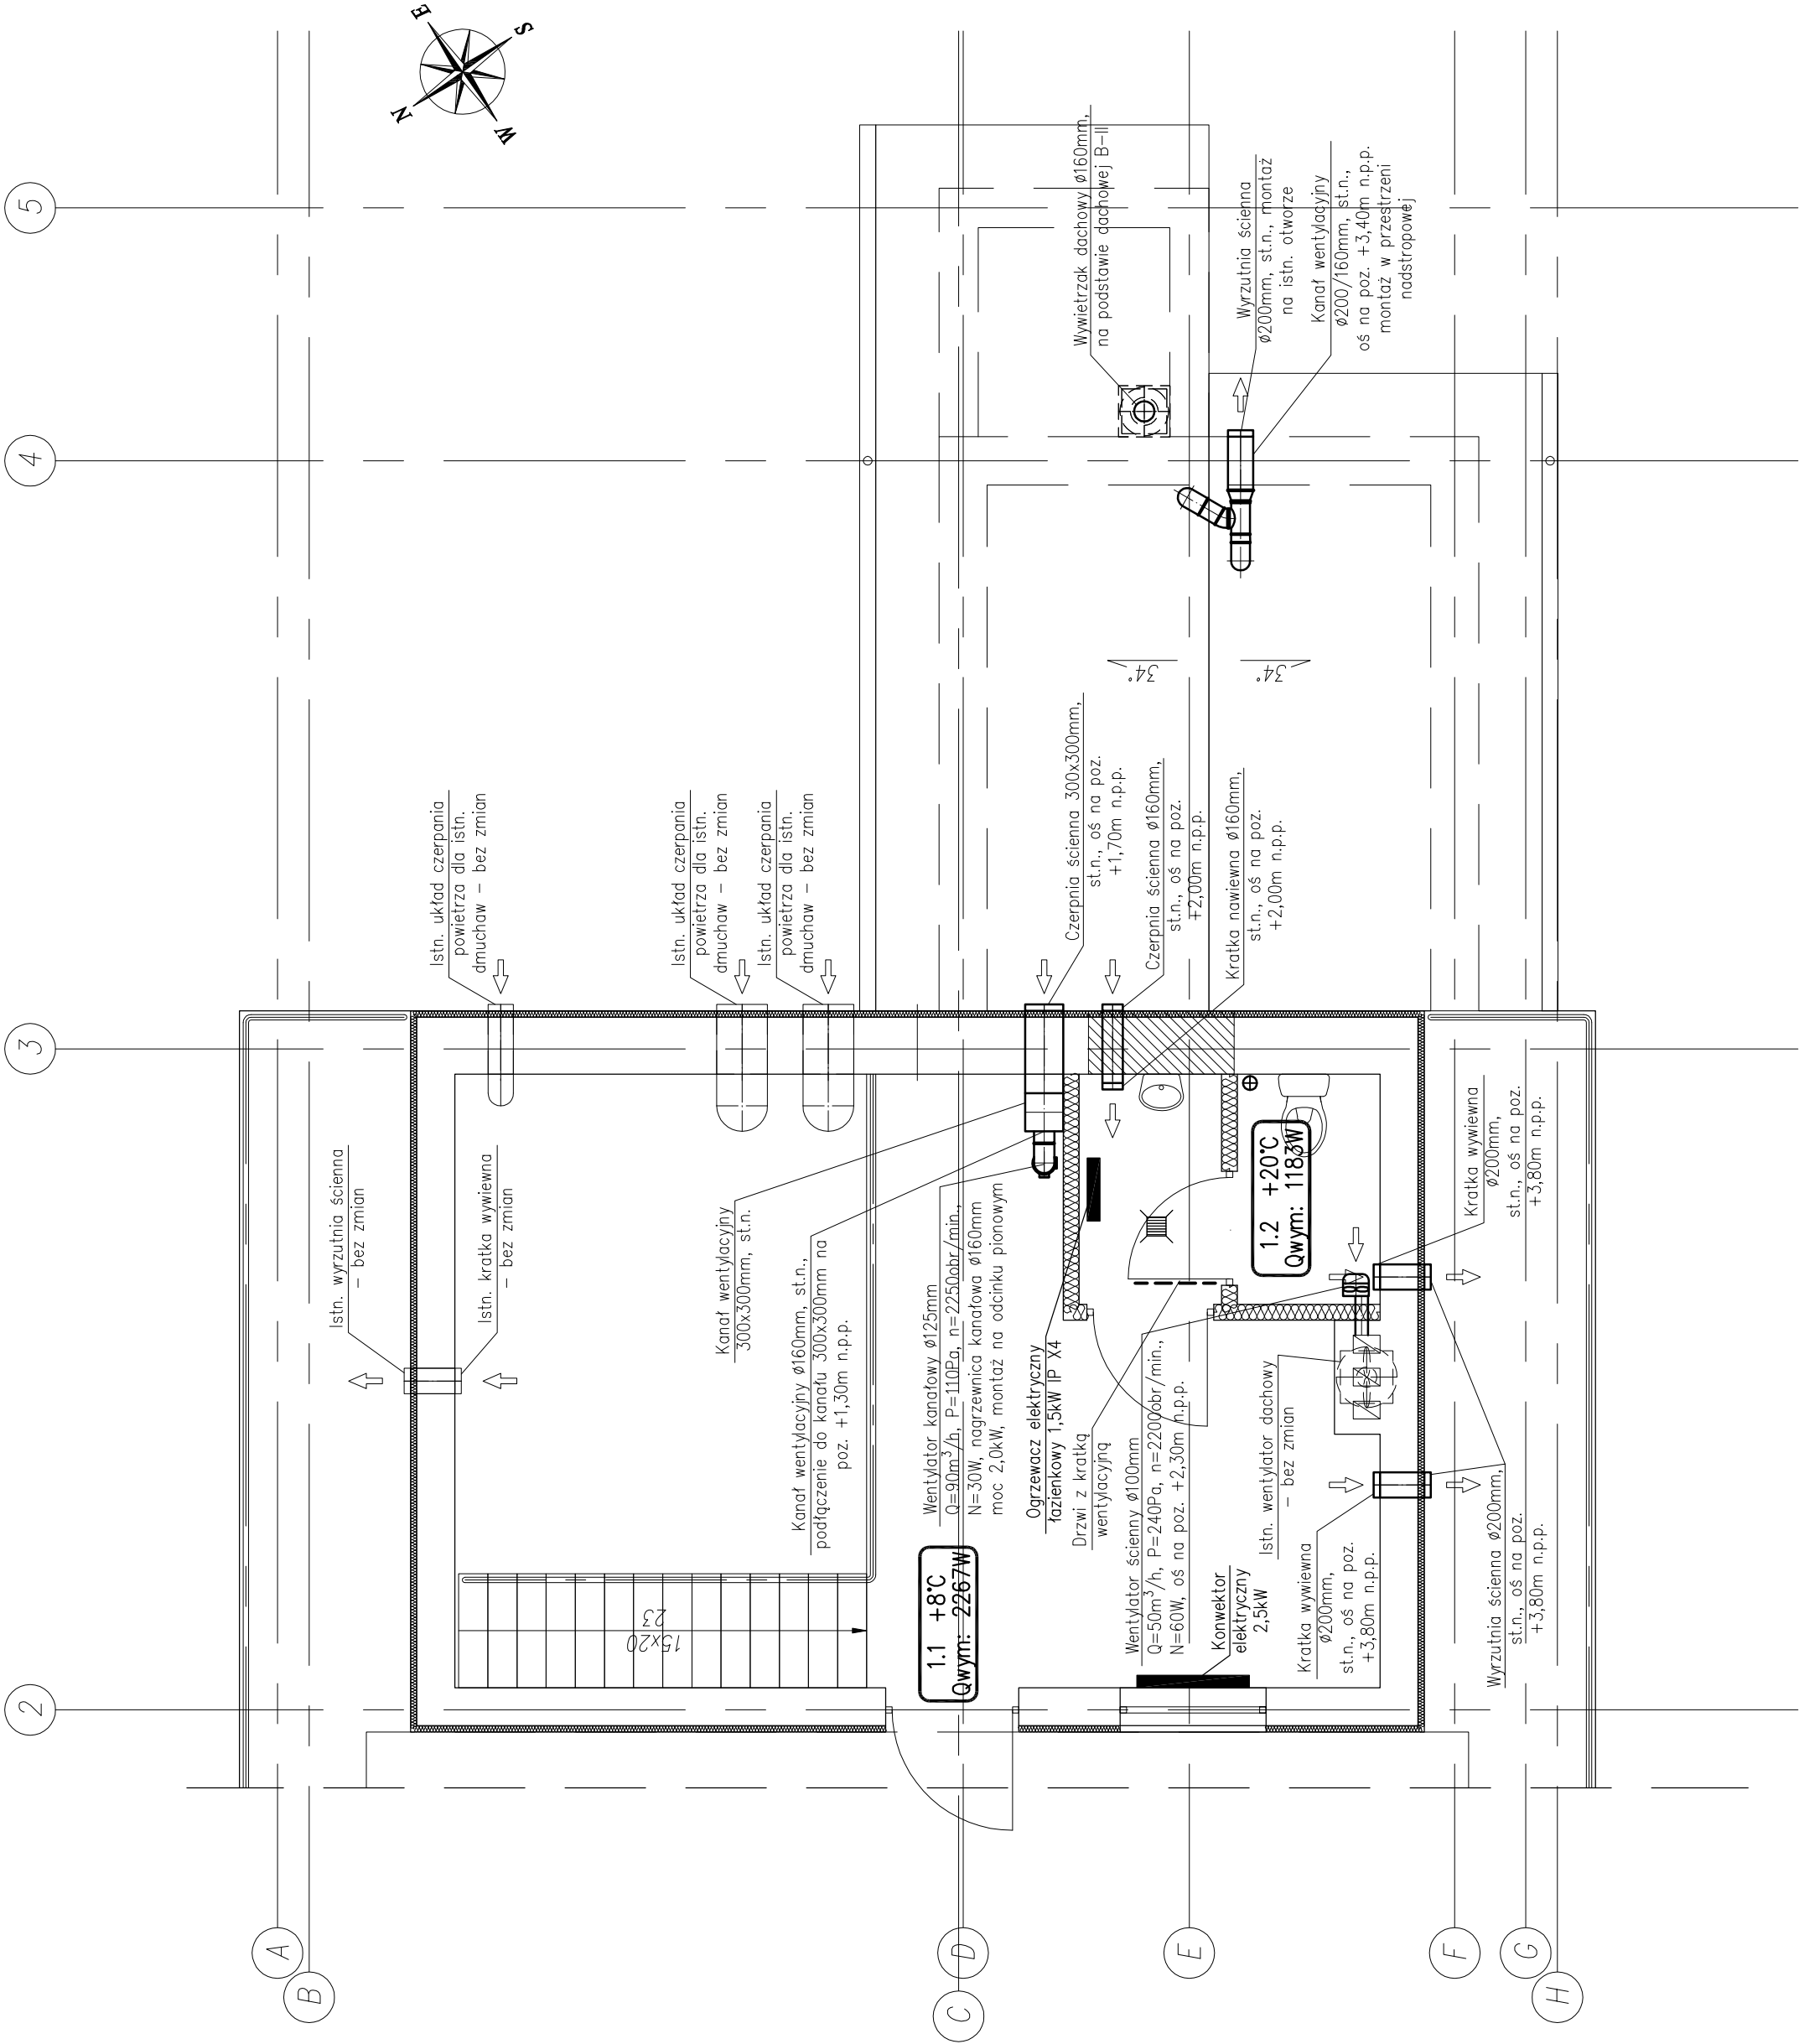 E
S
N
W
5
4
3
2
A
B
C
D
E
F
G
H
Istn. wyrzutnia ścienna
– bez zmian
Istn. kratka wywiewna
– bez zmian
Istn. układ czerpania
powietrza dla istn.
dmuchaw – bez zmian
Istn. układ czerpania
powietrza dla istn.
dmuchaw – bez zmian
Istn. układ czerpania
powietrza dla istn.
dmuchaw – bez zmian
Kanał wentylacyjny
300x300mm, st.n.
Kanał wentylacyjny ø160mm, st.n.,
podłączenie do kanału 300x300mm na
poz. +1,30m n.p.p.
Wentylator kanałowy ø125mm
Q=90m³/h, P=110Pa, n=2250obr/min.,
N=30W, nagrzewnica kanałowa ø160mm
moc 2,0kW, montaż na odcinku pionowym
Ogrzewacz elektryczny
łazienkowy 1,5kW IP X4
Drzwi z kratką
wentylacyjną
Wentylator ścienny ø100mm
Q=50m³/h, P=240Pa, n=2200obr/min.,
N=60W, oś na poz. +2,30m n.p.p.
Konwektor
elektryczny
2,5kW
Istn. wentylator dachowy
– bez zmian
Kratka wywiewna
ø200mm,
st.n., oś na poz.
+3,80m n.p.p.
Wyrzutnia ścienna ø200mm,
st.n., oś na poz.
+3,80m n.p.p.
Kratka wywiewna
ø200mm,
st.n., oś na poz.
+3,80m n.p.p.
Czerpnia ścienna 300x300mm,
st.n., oś na poz.
+1,70m n.p.p.
Czerpnia ścienna ø160mm,
st.n., oś na poz.
+2,00m n.p.p.
Kratka nawiewna ø160mm,
st.n., oś na poz.
+2,00m n.p.p.
Wywietrzak dachowy ø160mm,
na podstawie dachowej B–II
Wyrzutnia ścienna
ø200mm, st.n., montaż
na istn. otworze
Kanał wentylacyjny
ø200/160mm, st.n.,
oś na poz. +3,40m n.p.p.
montaż w przestrzeni
nadstropowej
34°
34°
15x20
23
1.1 +8°C
Qwym: 2267W
1.2 +20°C
Qwym: 1183W